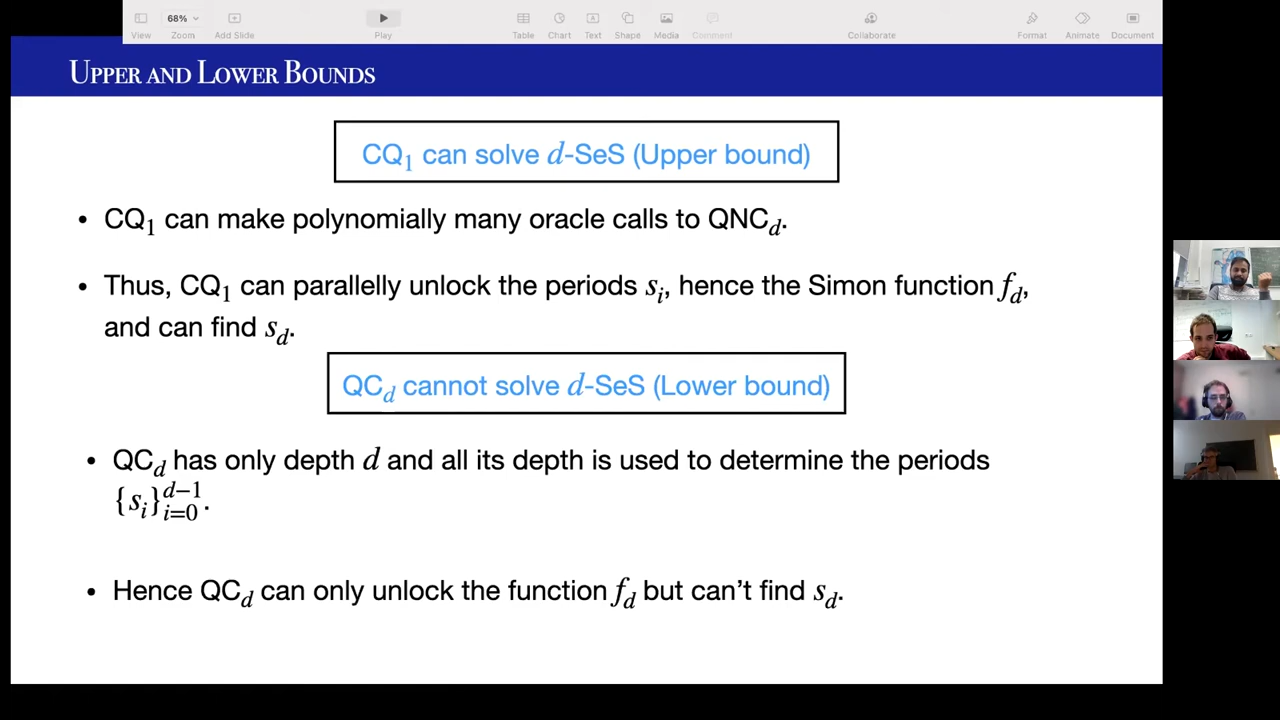 68%
View
Zoom
Add Slide
Play
Table
Chart
Text
Shape
Media
Comment
Collaborate
Format
Animate
Document
UPPER AND LOWER BOUNDS
CQ₁ can solve d-SeS (Upper bound)
• CQ₁ can make polynomially many oracle calls to QNC_d.
• Thus, CQ₁ can parallelly unlock the periods s_i, hence the Simon function f_d,
and can find s_d.
QC_d cannot solve d-SeS (Lower bound)
• QC_d has only depth d and all its depth is used to determine the periods
{s_i}_{i=0}^{d−1}.
• Hence QC_d can only unlock the function f_d but can’t find s_d.